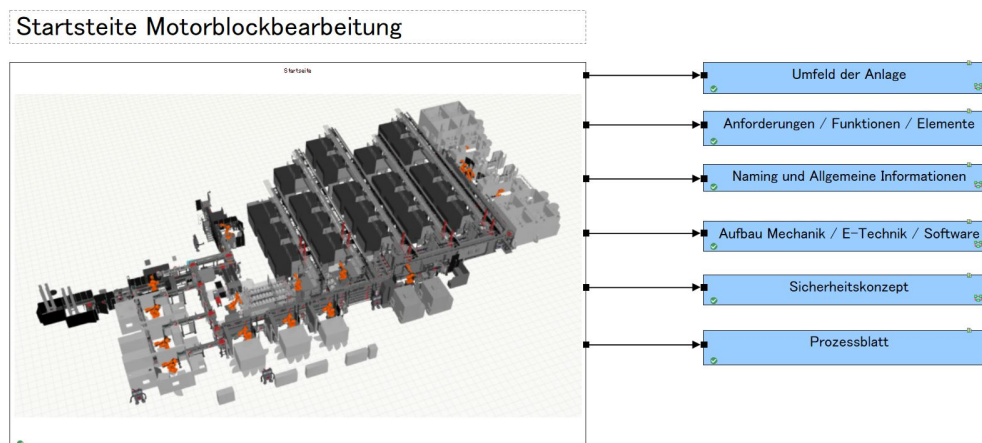 Startsteite Motorblockbearbeitung
Startseite
Umfeld der Anlage
Anforderungen / Funktionen / Elemente
Naming und Allgemeine Informationen
Aufbau Mechanik / E-Technik / Software
Sicherheitskonzept
Prozessblatt